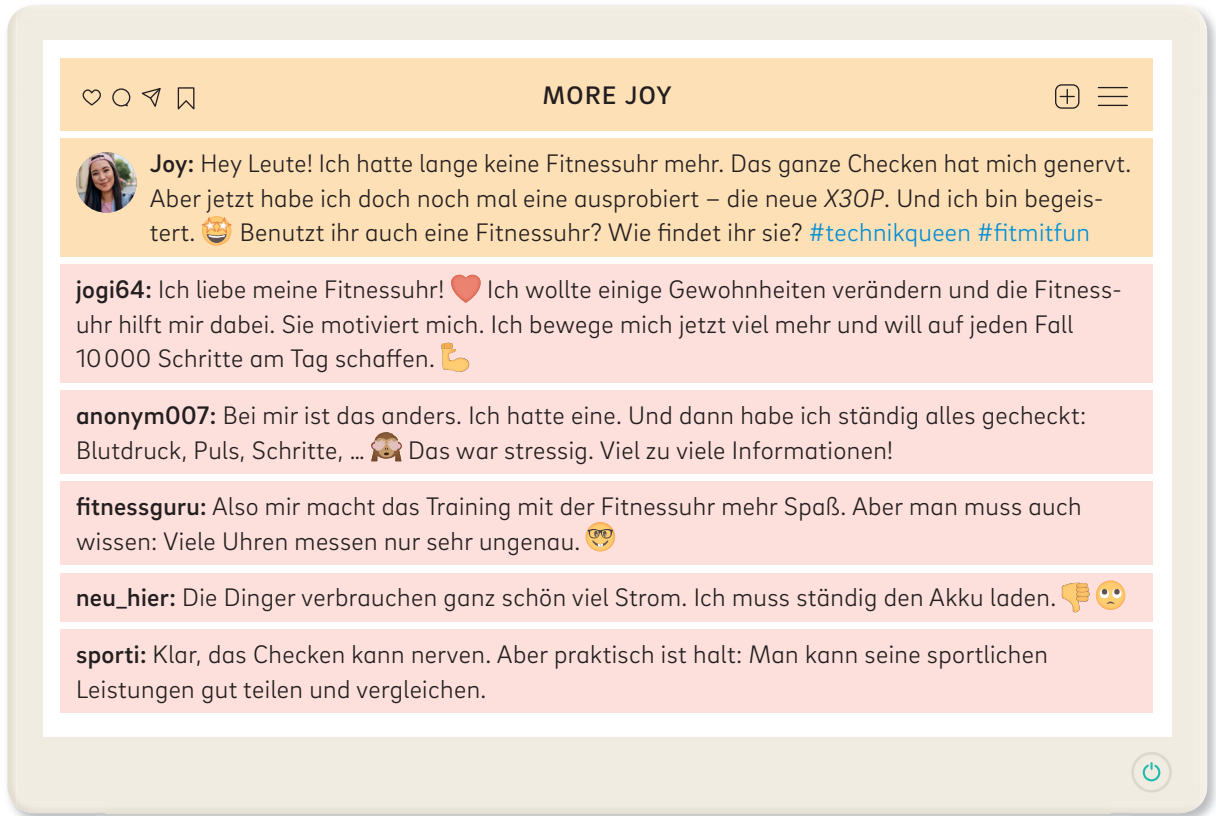 MORE JOY
Joy: Hey Leute! Ich hatte lange keine Fitnessuhr mehr. Das ganze Checken hat mich genervt.
Aber jetzt habe ich doch noch mal eine ausprobiert – die neue X3OP. Und ich bin begeis-
tert. 🤩 Benutzt ihr auch eine Fitnessuhr? Wie findet ihr sie? #technikqueen #fitmitfun
jogi64: Ich liebe meine Fitnessuhr! ❤️ Ich wollte einige Gewohnheiten verändern und die Fitness-
uhr hilft mir dabei. Sie motiviert mich. Ich bewege mich jetzt viel mehr und will auf jeden Fall
10 000 Schritte am Tag schaffen. 💪
anonym007: Bei mir ist das anders. Ich hatte eine. Und dann habe ich ständig alles gecheckt:
Blutdruck, Puls, Schritte, ... 🙈 Das war stressig. Viel zu viele Informationen!
fitnessguru: Also mir macht das Training mit der Fitnessuhr mehr Spaß. Aber man muss auch
wissen: Viele Uhren messen nur sehr ungenau. 🤓
neu_hier: Die Dinger verbrauchen ganz schön viel Strom. Ich muss ständig den Akku laden. 👎🙄
sporti: Klar, das Checken kann nerven. Aber praktisch ist halt: Man kann seine sportlichen
Leistungen gut teilen und vergleichen.